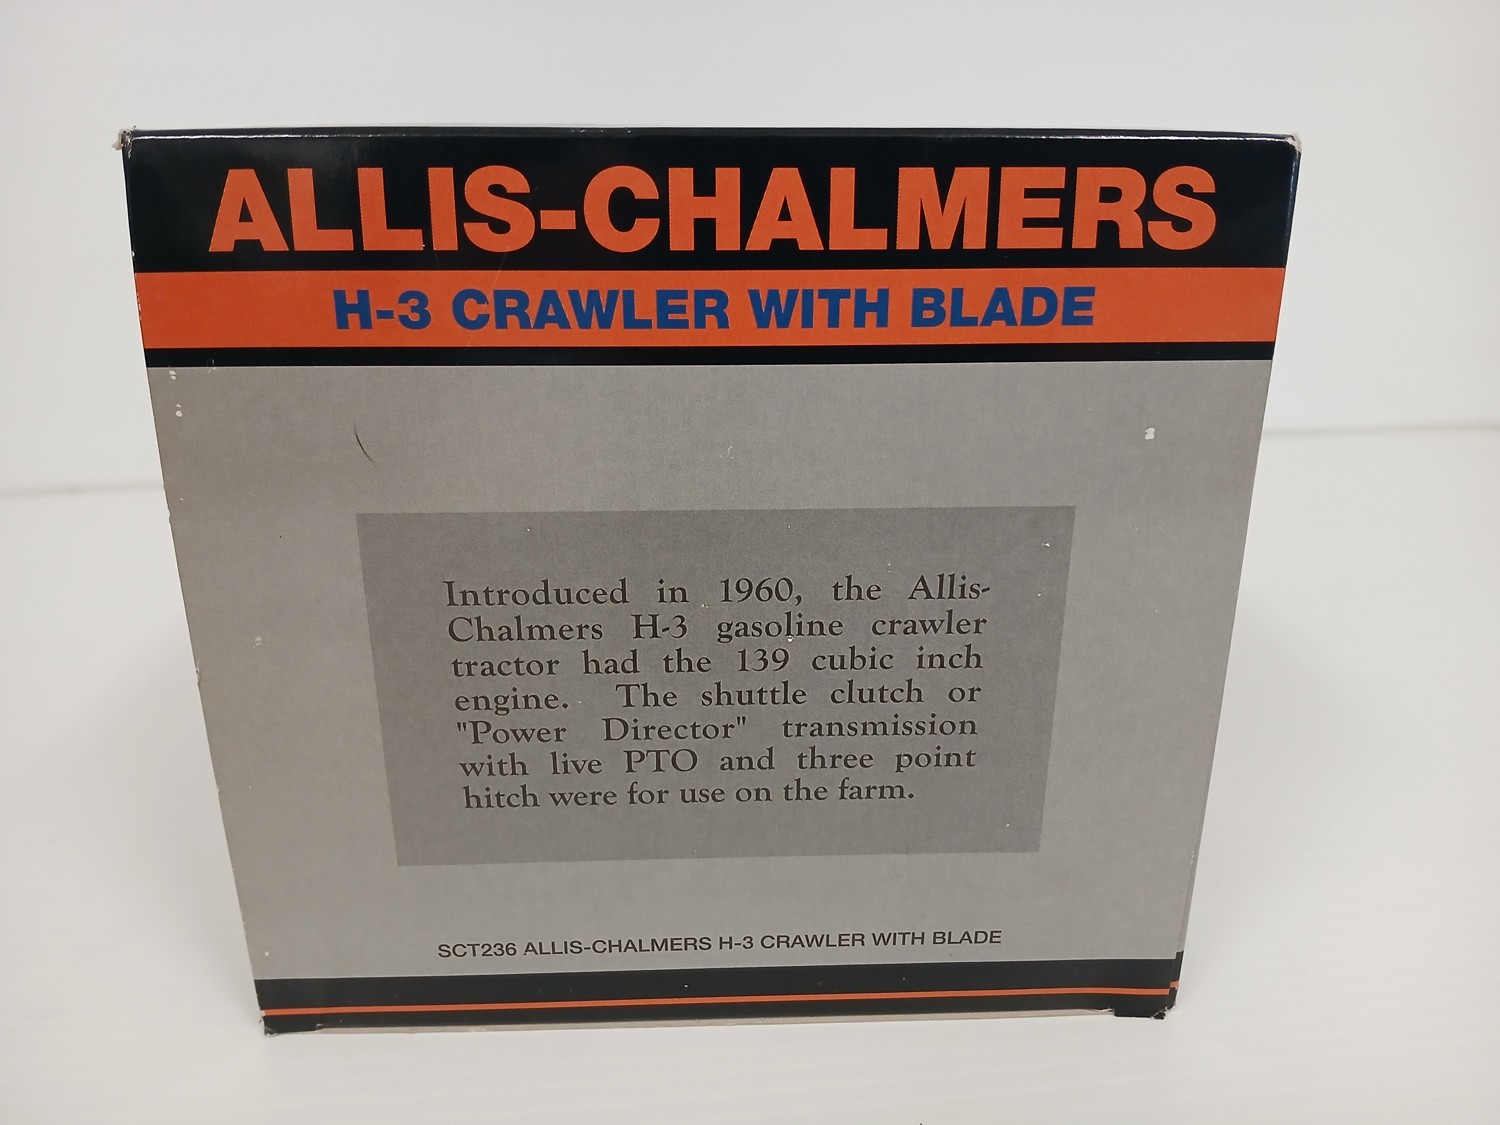 ALLIS-CHALMERS
H-3 CRAWLER WITH BLADE
Introduced in 1960, the Allis-
Chalmers H-3 gasoline crawler
tractor had the 139 cubic inch
engine. The shuttle clutch or
"Power Director" transmission
with live PTO and three point
hitch were for use on the farm.
SCT236 ALLIS-CHALMERS H-3 CRAWLER WITH BLADE